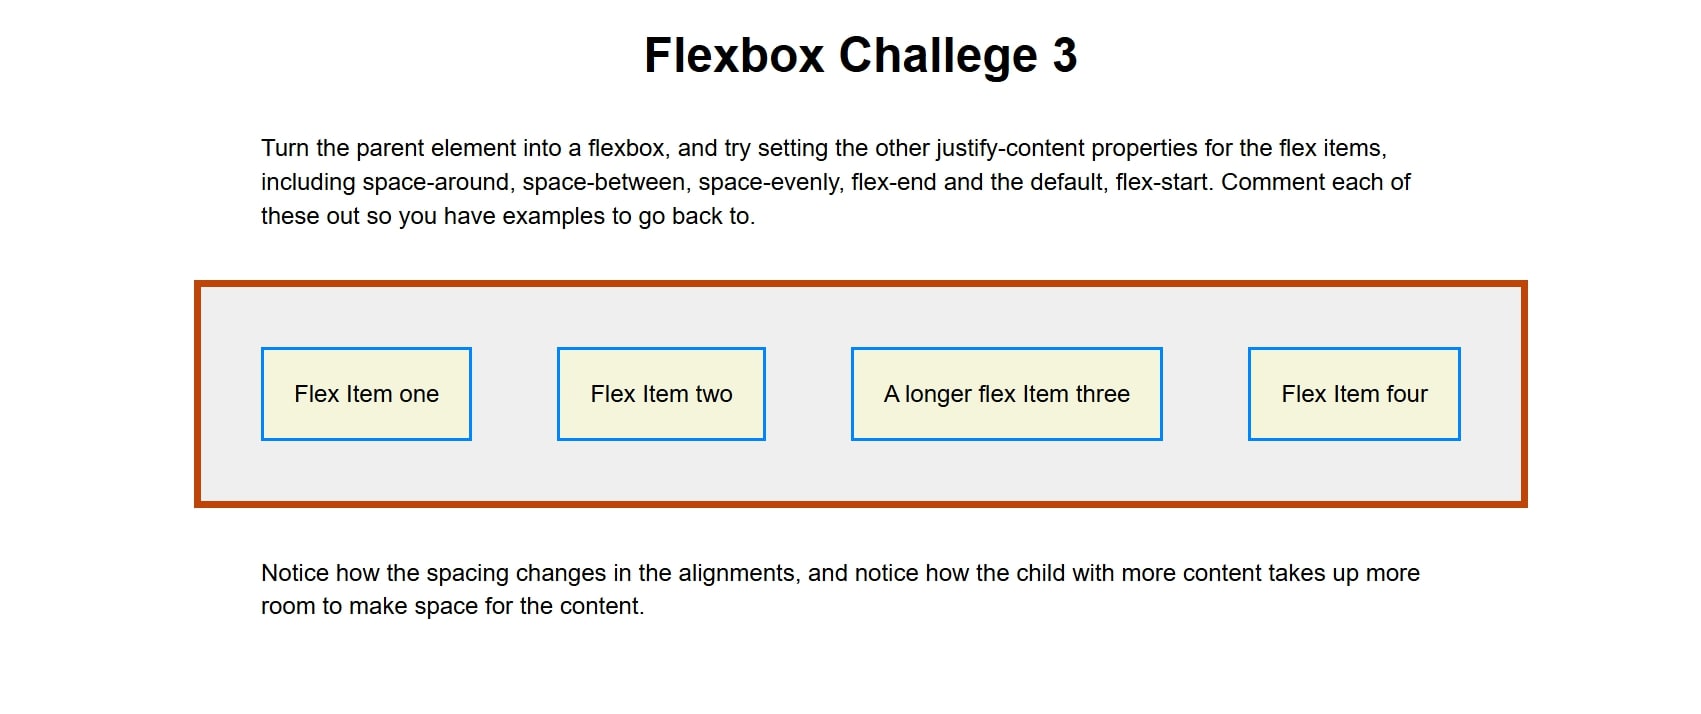 Flexbox Challege 3
Turn the parent element into a flexbox, and try setting the other justify-content properties for the flex items,
including space-around, space-between, space-evenly, flex-end and the default, flex-start. Comment each of
these out so you have examples to go back to.
Flex Item one
Flex Item two
A longer flex Item three
Flex Item four
Notice how the spacing changes in the alignments, and notice how the child with more content takes up more
room to make space for the content.